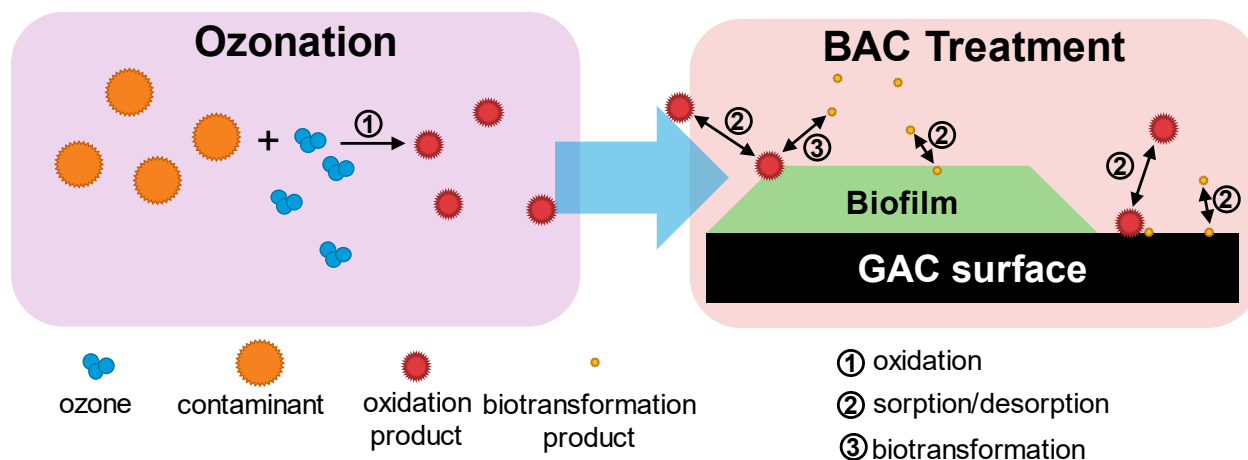 Ozonation
BAC Treatment
+
①
②
③
②
②
②
Biofilm
GAC surface
ozone
contaminant
oxidation
product
biotransformation
product
① oxidation
② sorption/desorption
③ biotransformation